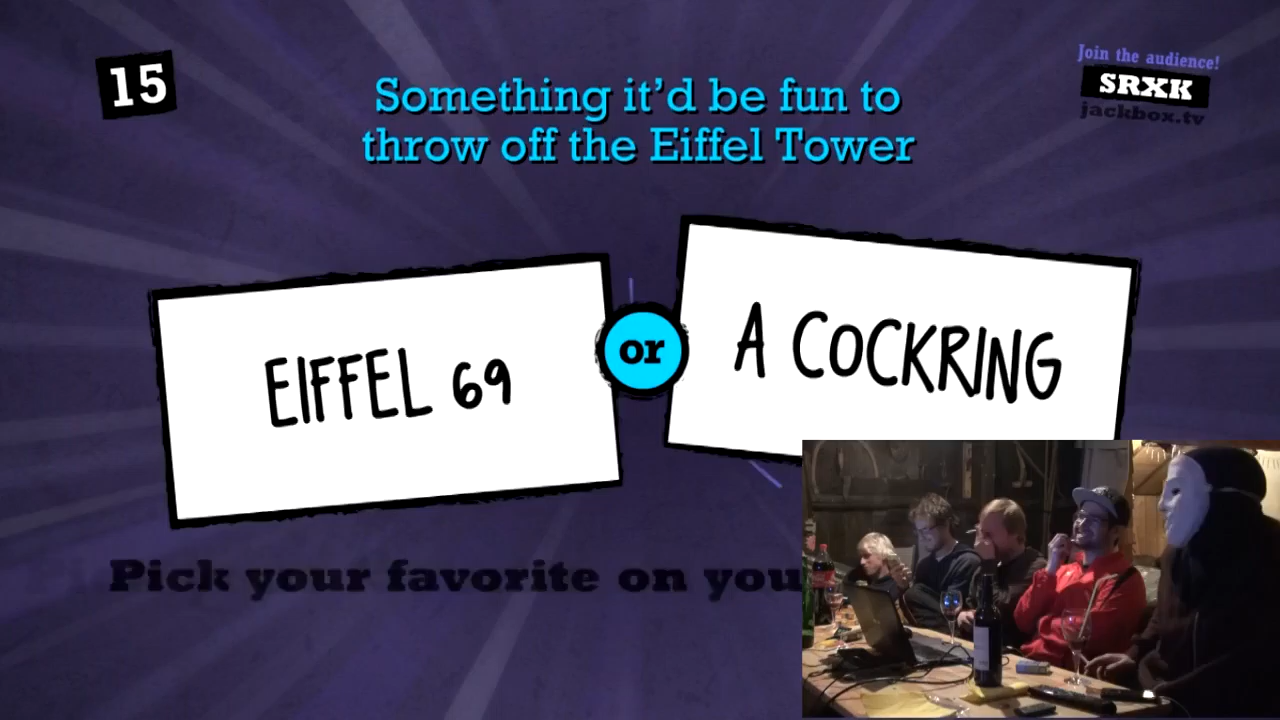 15
Something it'd be fun to
throw off the Eiffel Tower
Join the audience!
SRXK
jackbox.tv
EIFFEL 69
or
A COCKRING
Pick your favorite on you